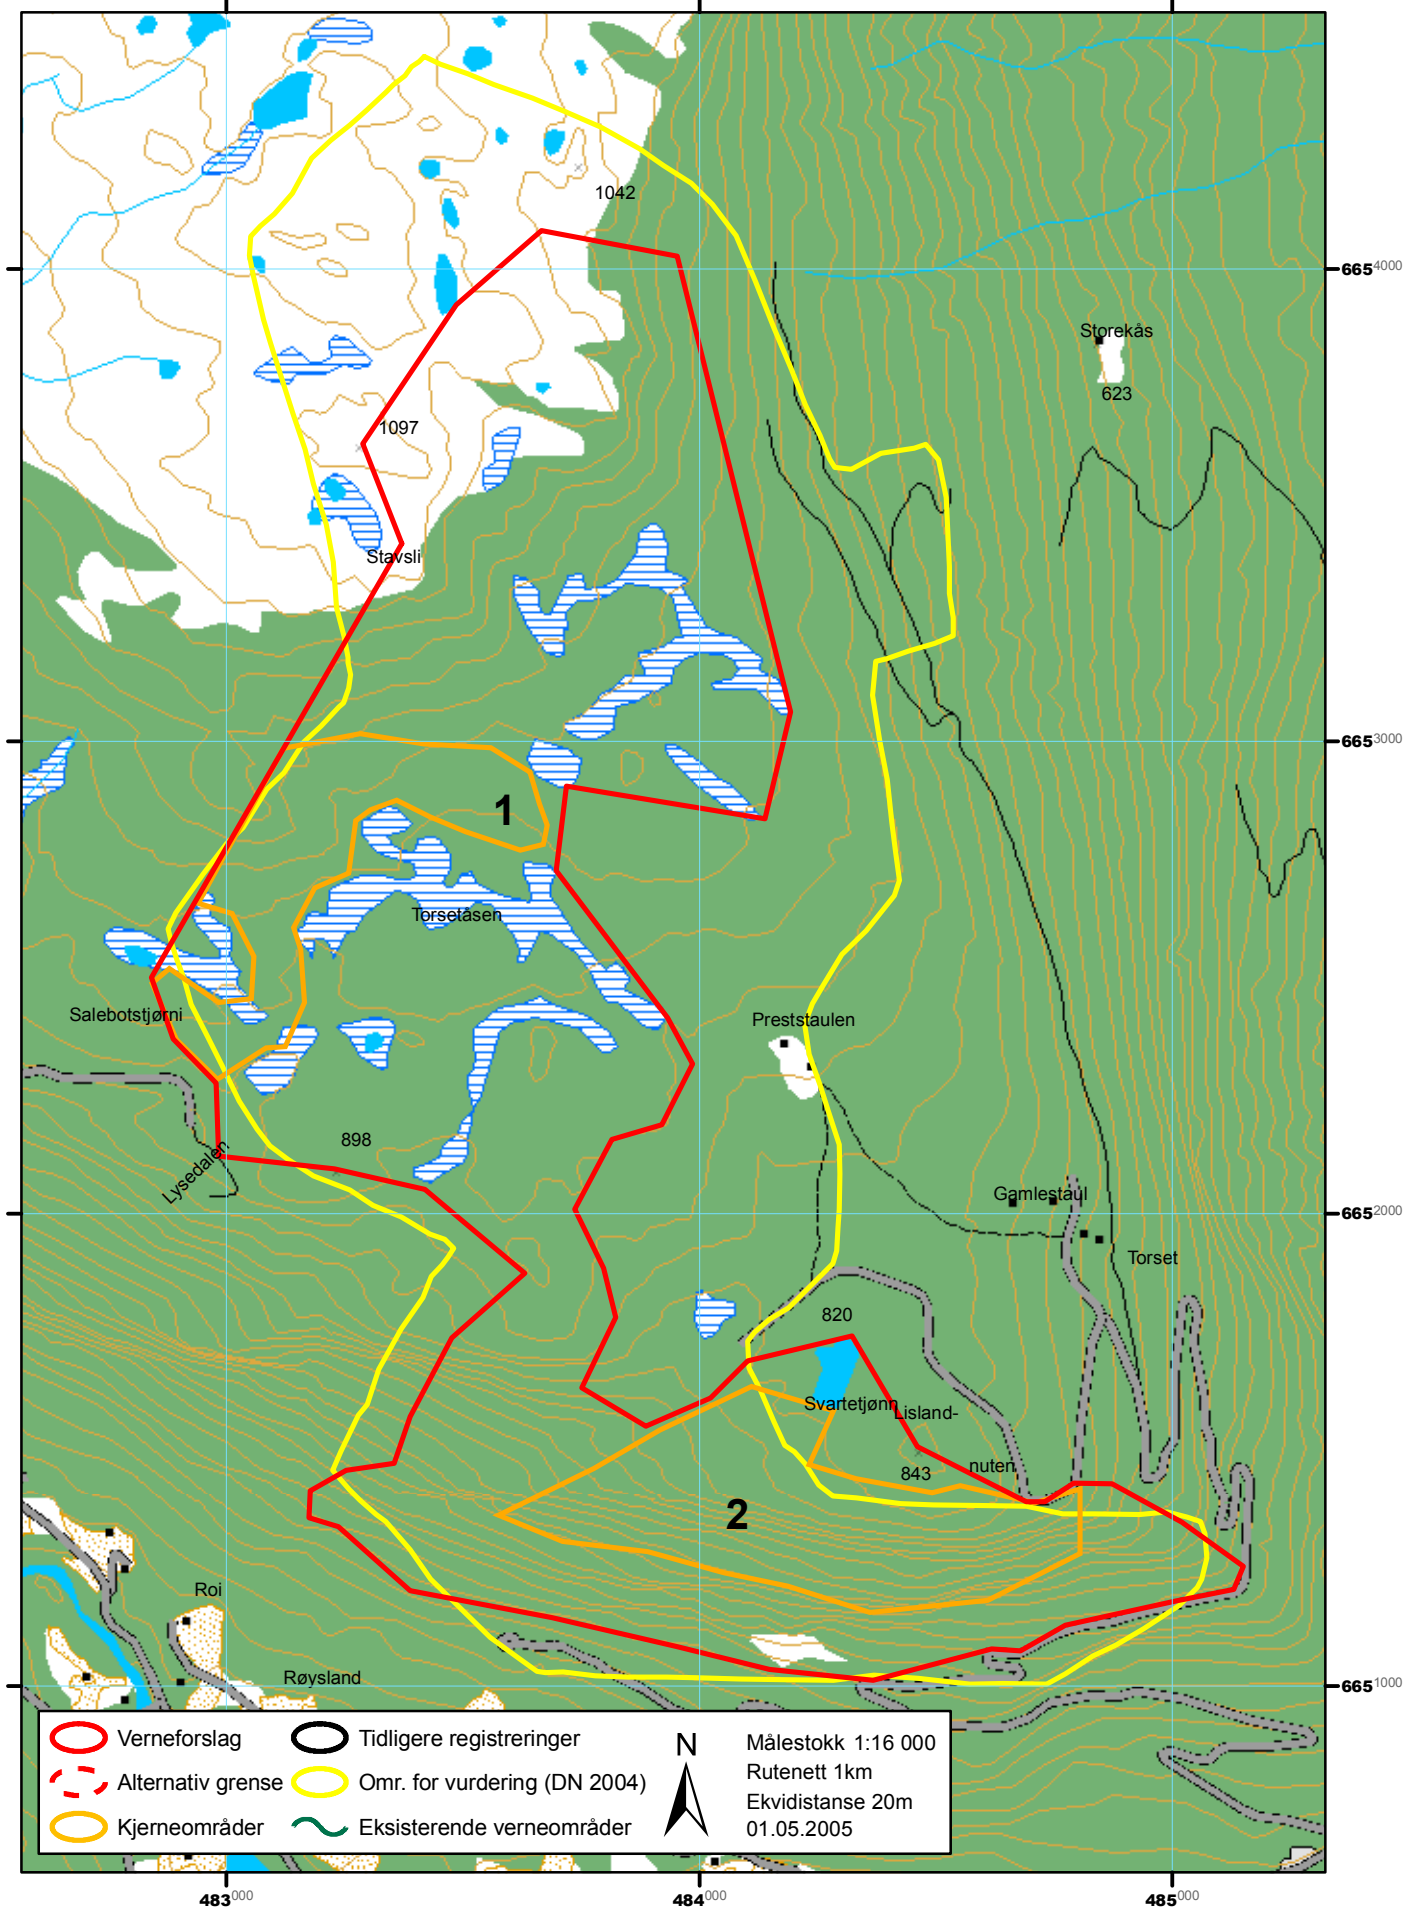 1042
6654000
Storekås
623
1097
Stavsli
6653000
1
Torsetåsen
Salebotstjørni
Preststaulen
898
Lysedalen
Gamlestaul
6652000
Torset
820
Svartetjønn
Lisland-
nuten
843
2
Roi
Røysland
6651000
Verneforslag
Alternativ grense
Kjerneområder
Tidligere registreringer
Omr. for vurdering (DN 2004)
Eksisterende verneområder
N
Målestokk 1:16 000
Rutenett 1km
Ekvidistanse 20m
01.05.2005
483000
484000
485000